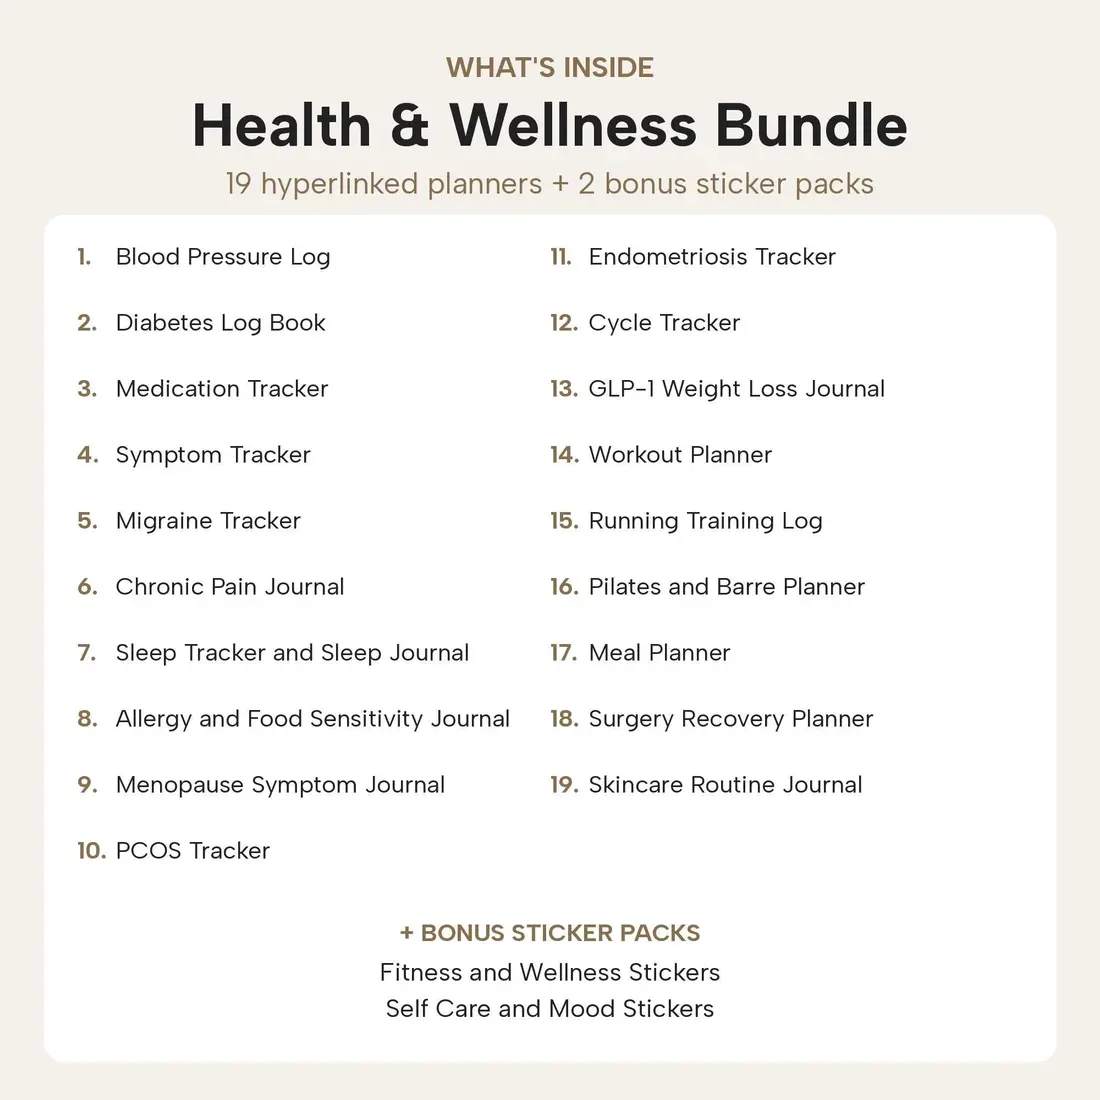 WHAT'S INSIDE
Health & Wellness Bundle
19 hyperlinked planners + 2 bonus sticker packs
1. Blood Pressure Log
2. Diabetes Log Book
3. Medication Tracker
4. Symptom Tracker
5. Migraine Tracker
6. Chronic Pain Journal
7. Sleep Tracker and Sleep Journal
8. Allergy and Food Sensitivity Journal
9. Menopause Symptom Journal
10. PCOS Tracker
11. Endometriosis Tracker
12. Cycle Tracker
13. GLP-1 Weight Loss Journal
14. Workout Planner
15. Running Training Log
16. Pilates and Barre Planner
17. Meal Planner
18. Surgery Recovery Planner
19. Skincare Routine Journal
+ BONUS STICKER PACKS
Fitness and Wellness Stickers
Self Care and Mood Stickers